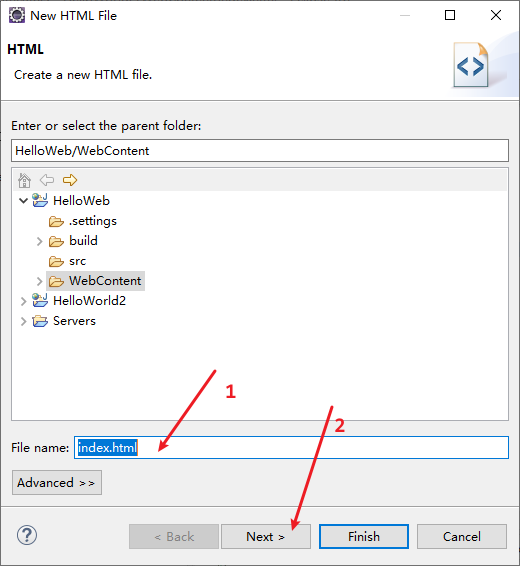 New HTML File
HTML
Create a new HTML file.
Enter or select the parent folder:
HelloWeb/WebContent
HelloWeb
.settings
build
src
WebContent
HelloWorld2
Servers
1
2
File name: index.html
Advanced >>
? < Back Next > Finish Cancel